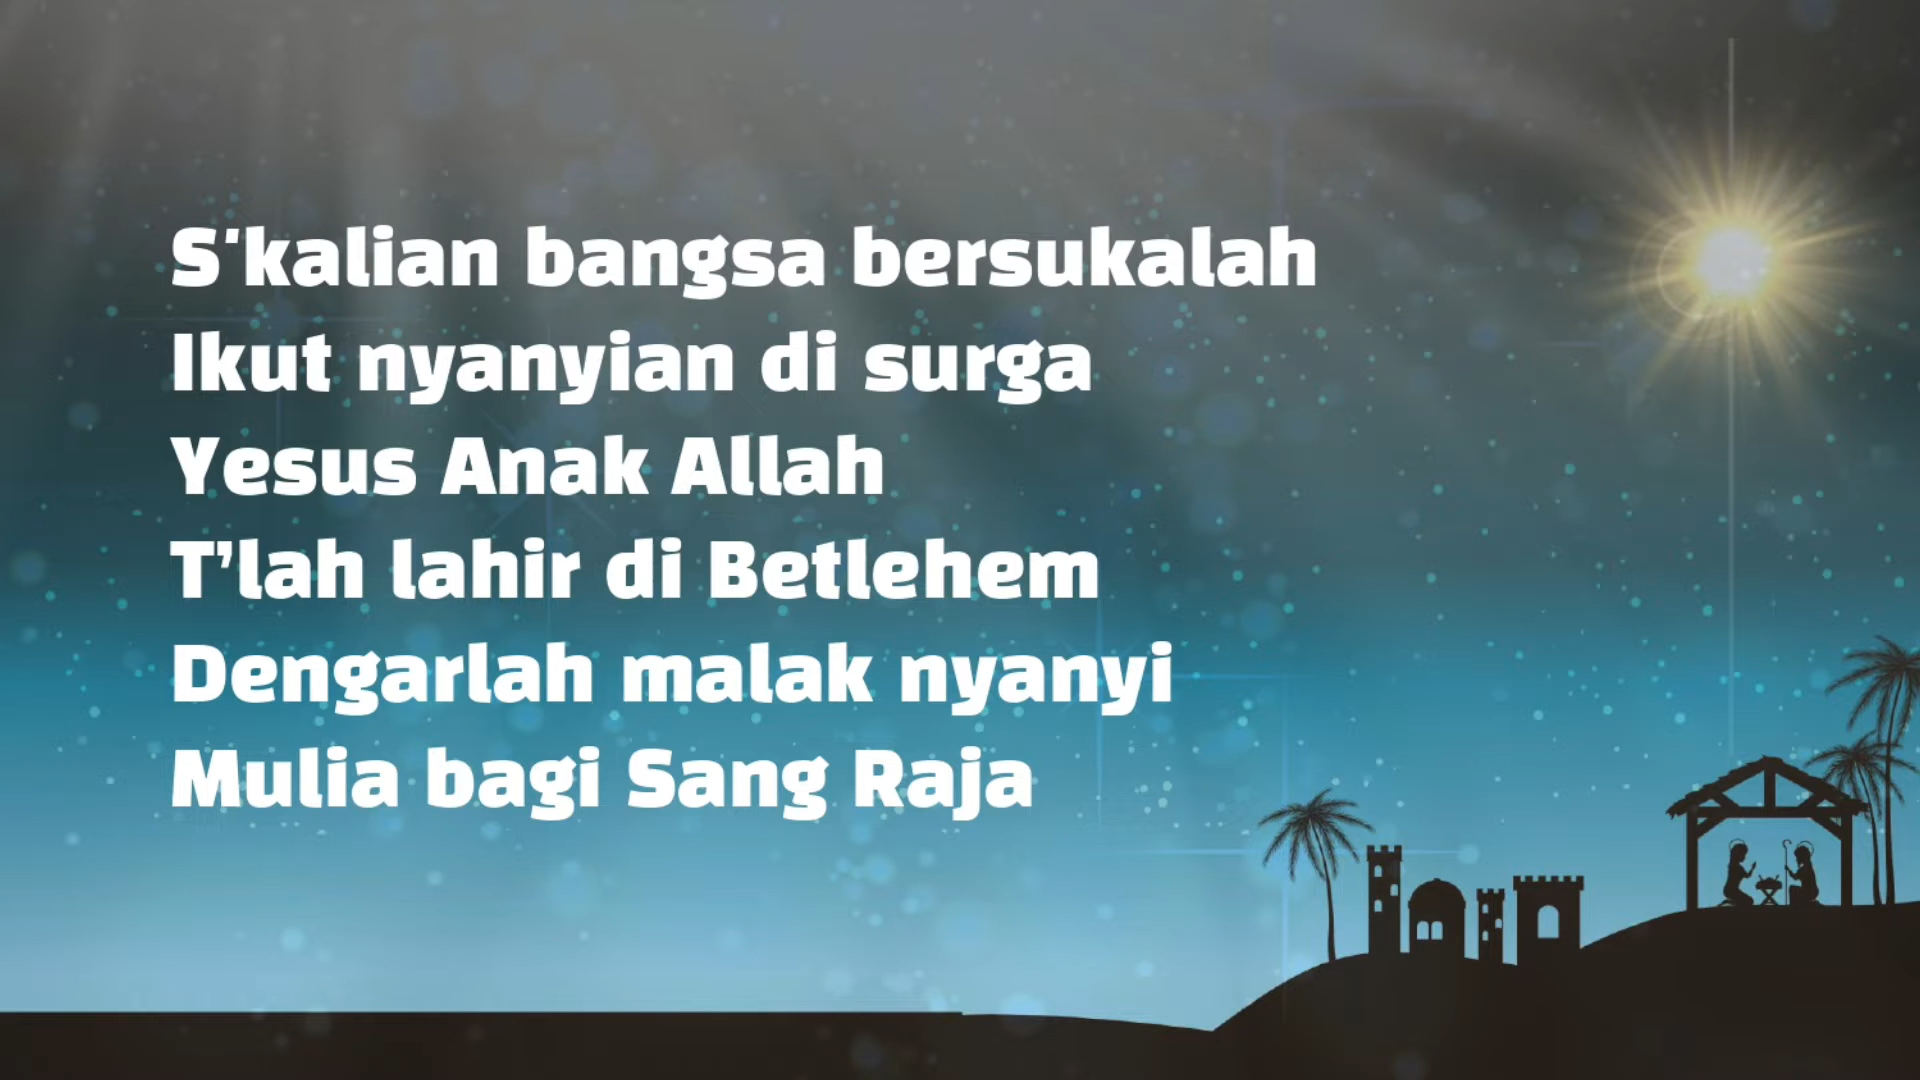 S'kalian bangsa bersukalah
Ikut nyanyian di surga
Yesus Anak Allah
T’lah lahir di Betlehem
Dengarlah malak nyanyi
Mulia bagi Sang Raja